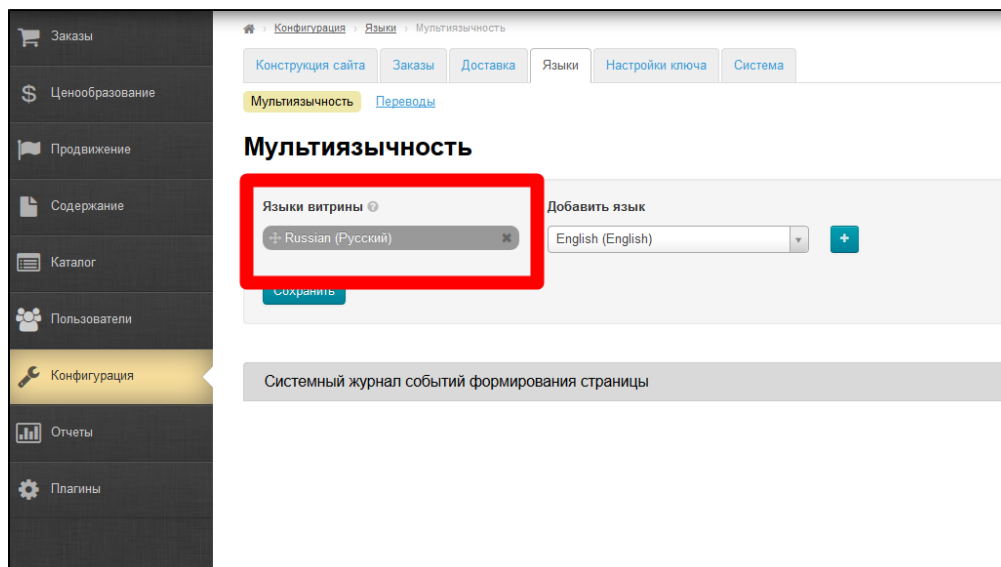 Заказы
Ценообразование
Продвижение
Содержание
Каталог
Пользователи
Конфигурация
Отчеты
Плагины
Конфигурация › Языки › Мультиязычность
Конструкция сайта Заказы Доставка Языки Настройки ключа Система
Мультиязычность Переводы
Мультиязычность
Языки витрины ? Добавить язык
Russian (Русский) English (English) +
Сохранить
Системный журнал событий формирования страницы